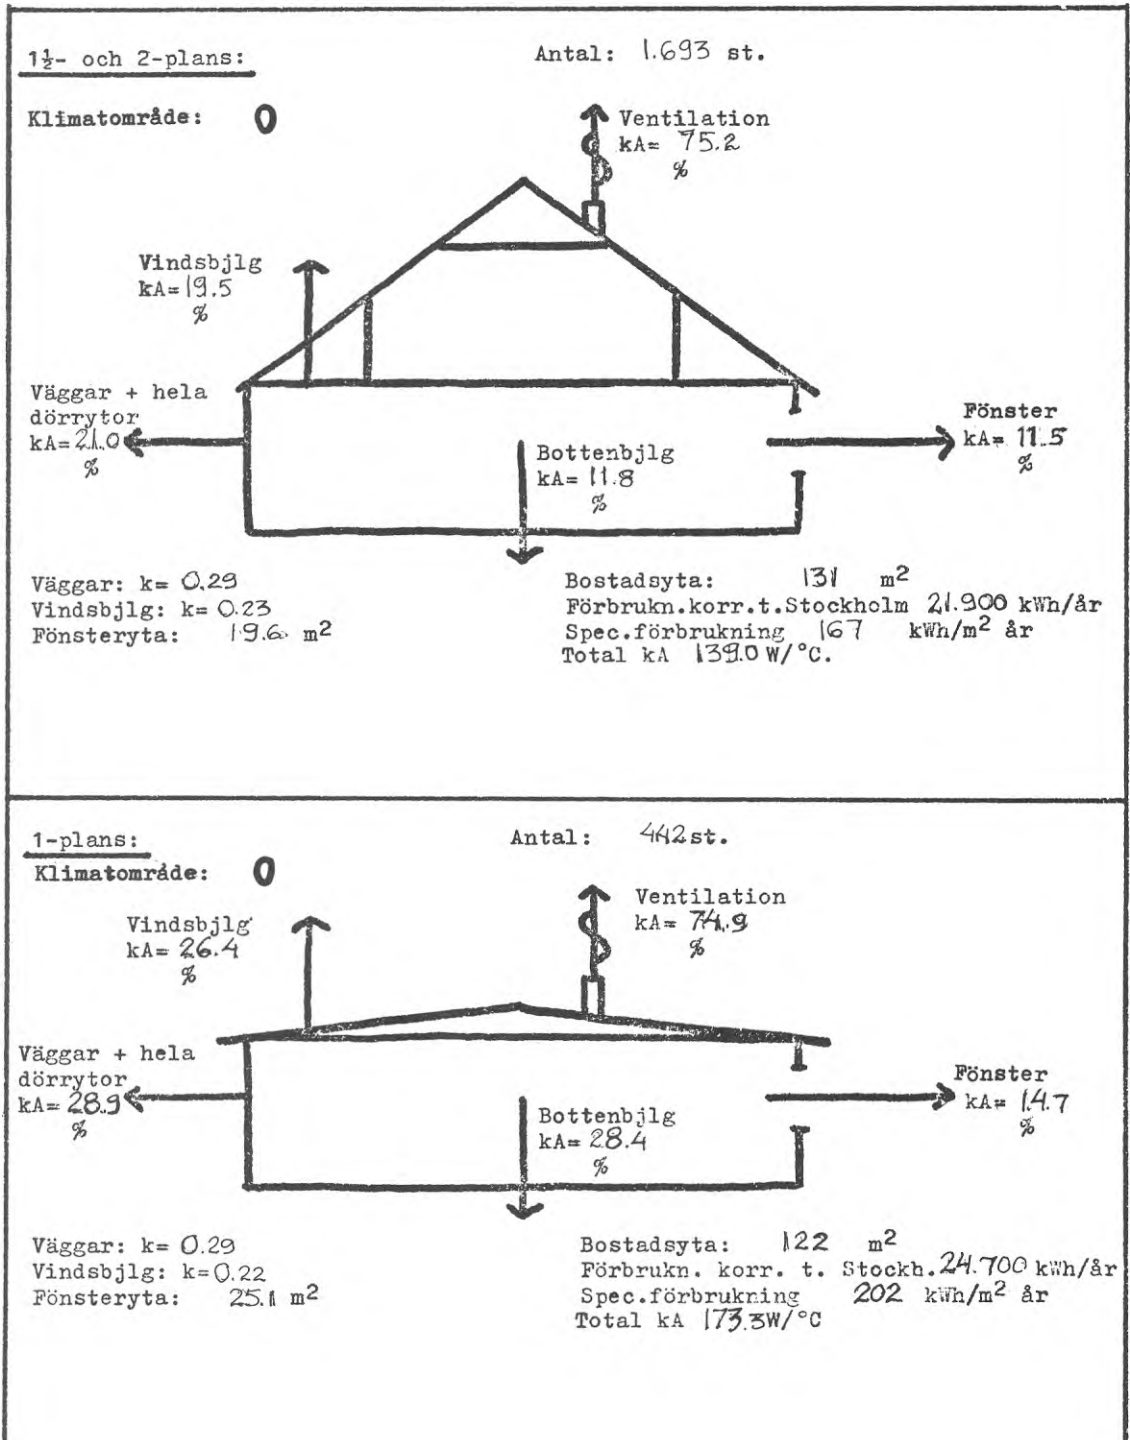 1½- och 2-plans:
Antal: 1.693 st.
Klimatområde: 0
Ventilation
kA= 75.2
%
Vindsbjlg
kA= 19.5
%
Väggar + hela
dörrytor
kA= 21.0
%
Fönster
kA= 11.5
%
Bottenbjlg
kA= 11.8
%
Väggar: k= 0.29
Vindsbjlg: k= 0.23
Fönsteryta: 19.6 m²
Bostadsyta: 131 m²
Förbrukn.korr.t.Stockholm 21.900 kWh/år
Spec.förbrukning 167 kWh/m² år
Total kA 139.0 W/°C.
1-plans:
Antal: 442 st.
Klimatområde: 0
Ventilation
kA= 74.9
%
Vindsbjlg
kA= 26.4
%
Väggar + hela
dörrytor
kA= 28.9
%
Fönster
kA= 14.7
%
Bottenbjlg
kA= 28.4
%
Väggar: k= 0.29
Vindsbjlg: k=0.22
Fönsteryta: 25.1 m²
Bostadsyta: 122 m²
Förbrukn. korr. t. Stockh. 24.700 kWh/år
Spec.förbrukning 202 kWh/m² år
Total kA 173.3W/°C